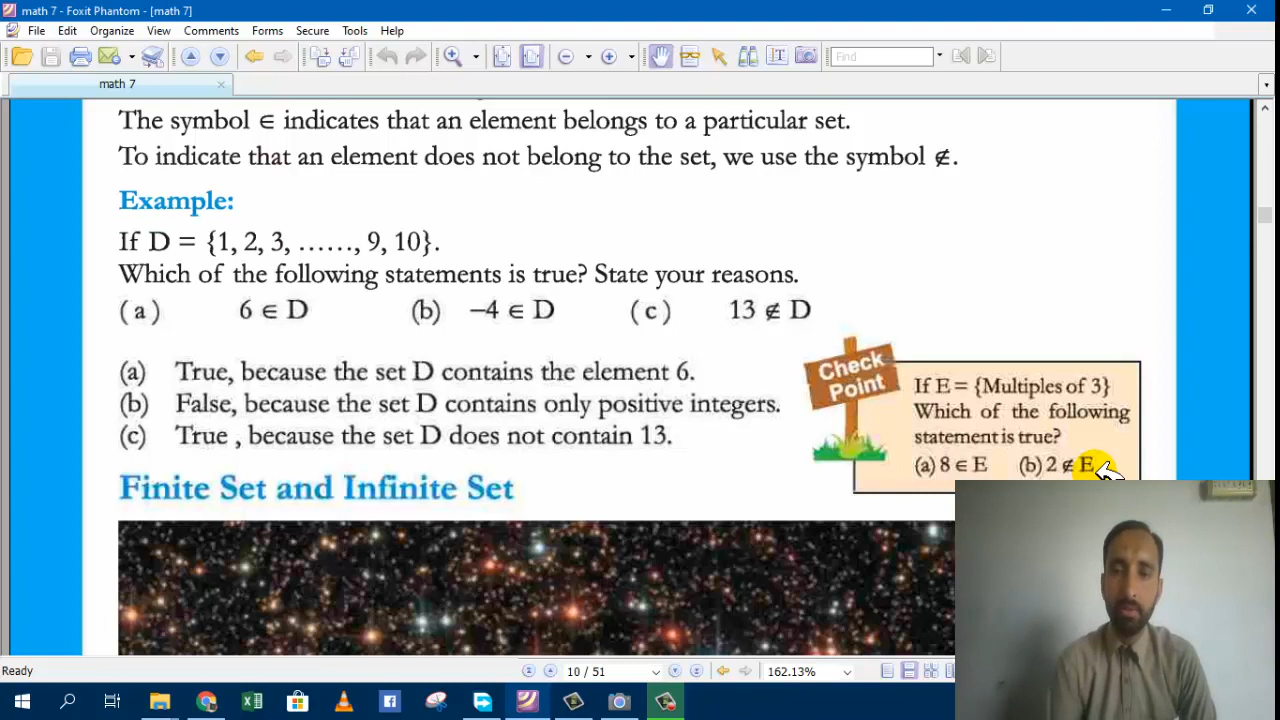 math 7 - Foxit Phantom - [math 7]
File Edit Organize View Comments Forms Secure Tools Help
Find
math 7
The symbol ∈ indicates that an element belongs to a particular set.
To indicate that an element does not belong to the set, we use the symbol ∉.
Example:
If D = {1, 2, 3, ......, 9, 10}.
Which of the following statements is true? State your reasons.
(a) 6 ∈ D (b) −4 ∈ D (c) 13 ∉ D
(a) True, because the set D contains the element 6.
(b) False, because the set D contains only positive integers.
(c) True , because the set D does not contain 13.
Check
Point
If E = {Multiples of 3}
Which of the following
statement is true?
(a) 8 ∈ E (b) 2 ∉ E
Finite Set and Infinite Set
Ready
10 / 51
162.13%